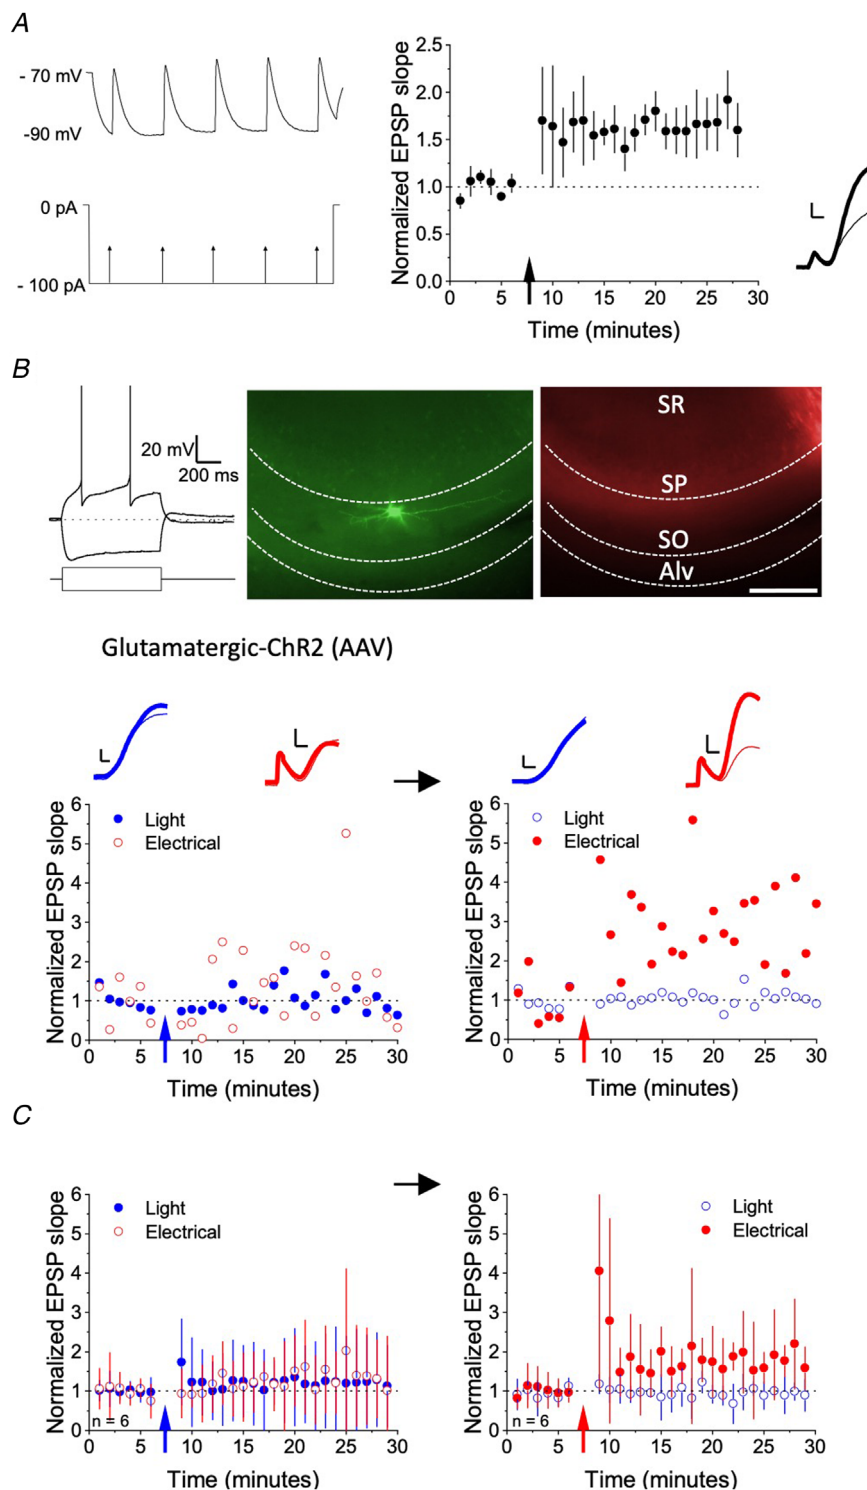 A
- 70 mV
-90 mV
0 pA
- 100 pA
Normalized EPSP slope
2.5
2.0
1.5
1.0
0.5
0.0
0 5 10 15 20 25 30
Time (minutes)
B
20 mV
200 ms
SR
SP
SO
Alv
Glutamatergic-ChR2 (AAV)
Normalized EPSP slope
6
5
4
3
2
1
0
Light
Electrical
0 5 10 15 20 25 30
Time (minutes)
Normalized EPSP slope
6
5
4
3
2
1
0
Light
Electrical
0 5 10 15 20 25 30
Time (minutes)
C
Normalized EPSP slope
6
5
4
3
2
1
0
Light
Electrical
n = 6
0 5 10 15 20 25 30
Time (minutes)
Normalized EPSP slope
6
5
4
3
2
1
0
Light
Electrical
n = 6
0 5 10 15 20 25 30
Time (minutes)